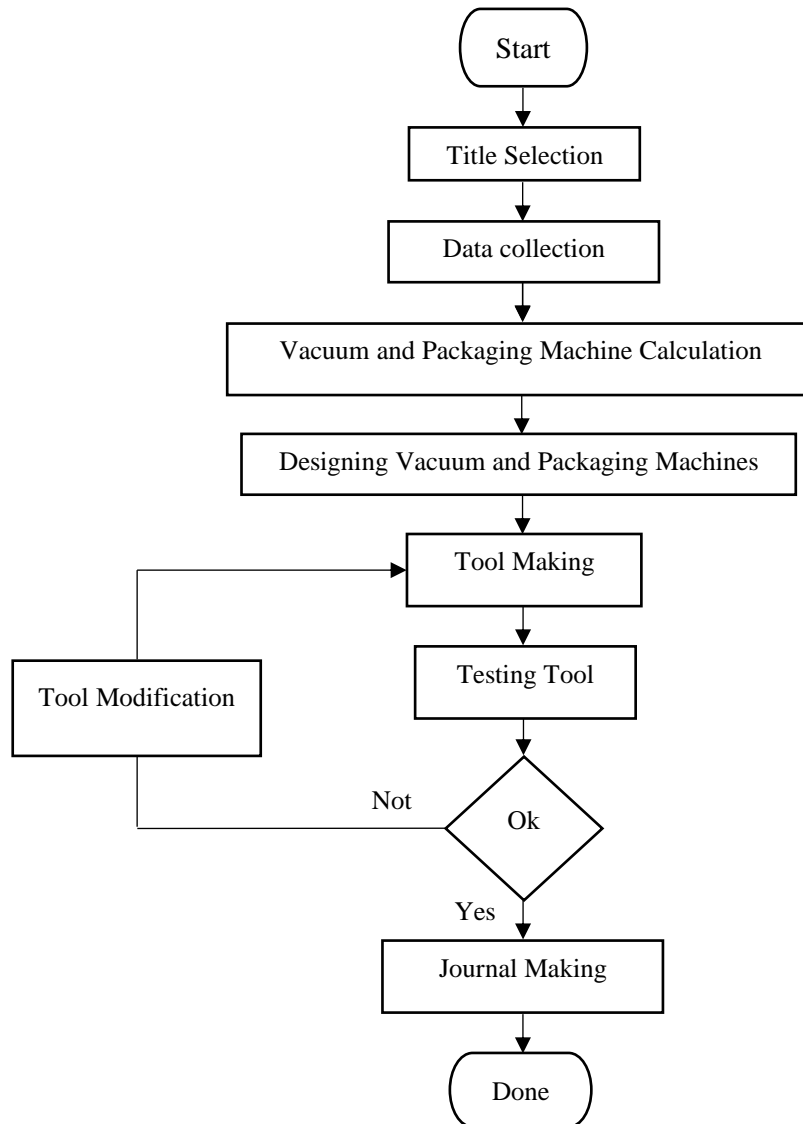 Start
Title Selection
Data collection
Vacuum and Packaging Machine Calculation
Designing Vacuum and Packaging Machines
Tool Making
Testing Tool
Tool Modification
Not
Ok
Yes
Journal Making
Done